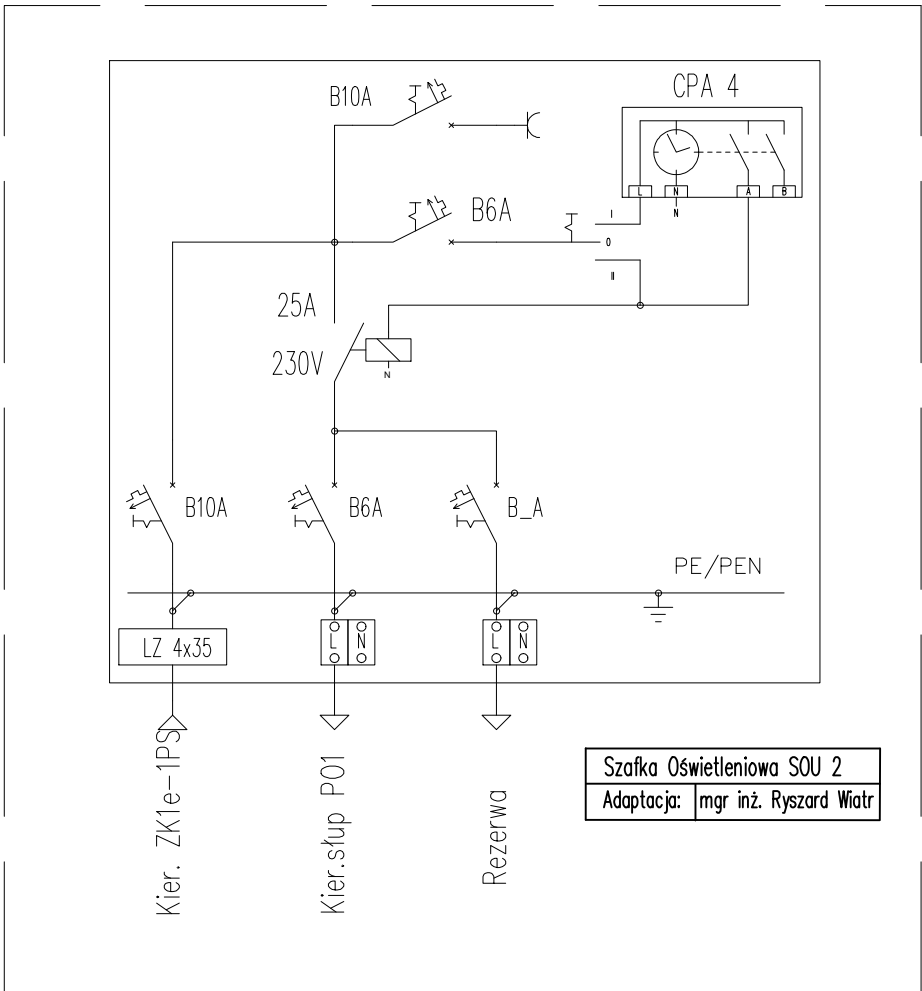 CPA 4
B10A
L
N
A
B
N
I
B6A
0
II
25A
230V
N
B10A
B6A
B_A
PE/PEN
LZ 4x35
L
N
L
N
Kier. ZK1e-1PS
Kier.słup P01
Rezerwa
Szafka Oświetleniowa SOU 2
Adaptacja: mgr inż. Ryszard Wiatr